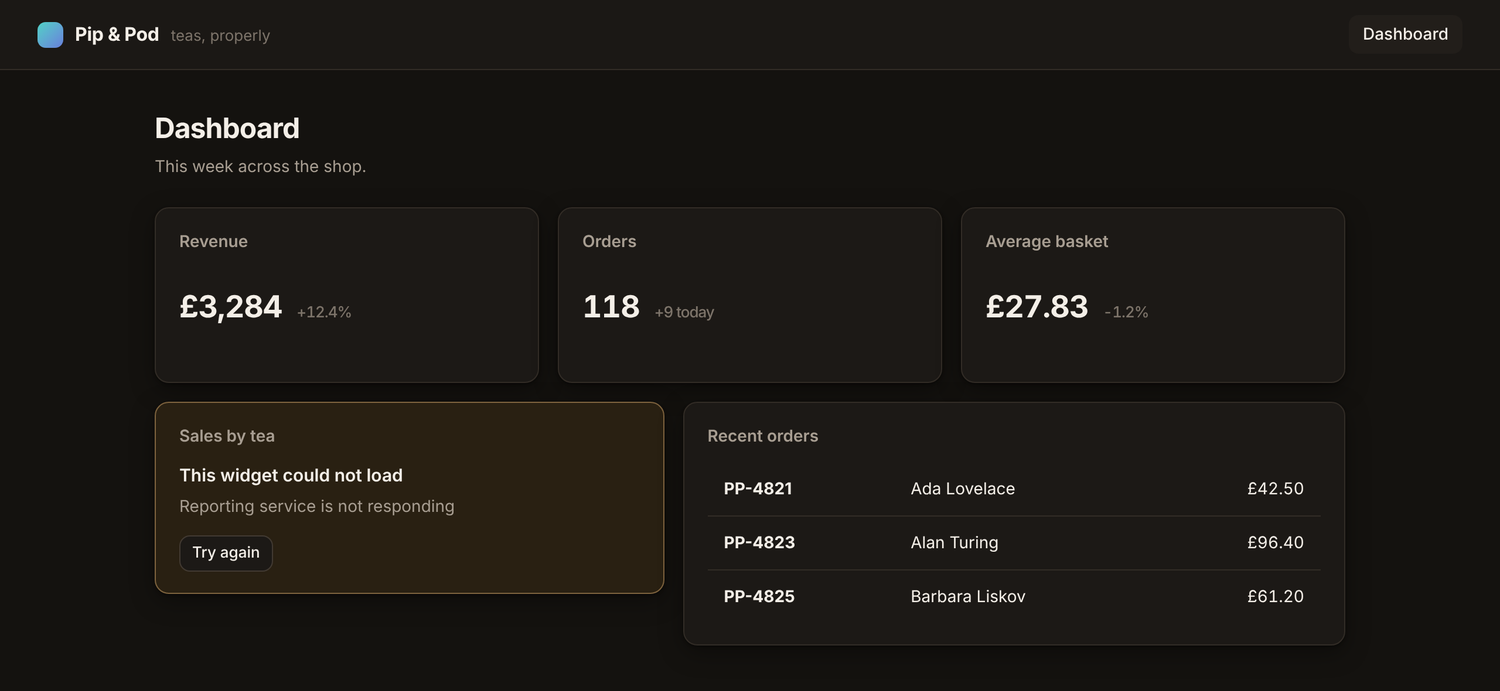 Pip & Pod teas, properly
Dashboard
Dashboard
This week across the shop.
Revenue
£3,284 +12.4%
Orders
118 +9 today
Average basket
£27.83 -1.2%
Sales by tea
This widget could not load
Reporting service is not responding
Try again
Recent orders
PP-4821 Ada Lovelace £42.50
PP-4823 Alan Turing £96.40
PP-4825 Barbara Liskov £61.20